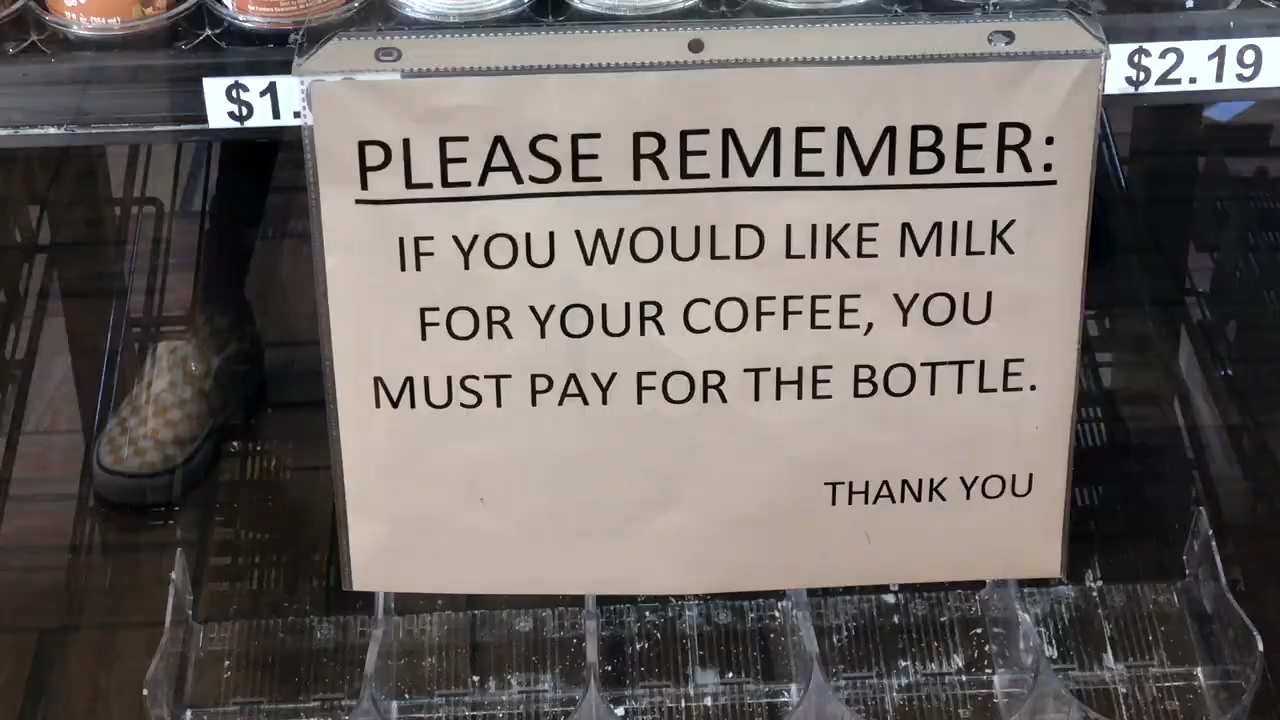 $1.
$2.19
PLEASE REMEMBER:
IF YOU WOULD LIKE MILK
FOR YOUR COFFEE, YOU
MUST PAY FOR THE BOTTLE.
THANK YOU